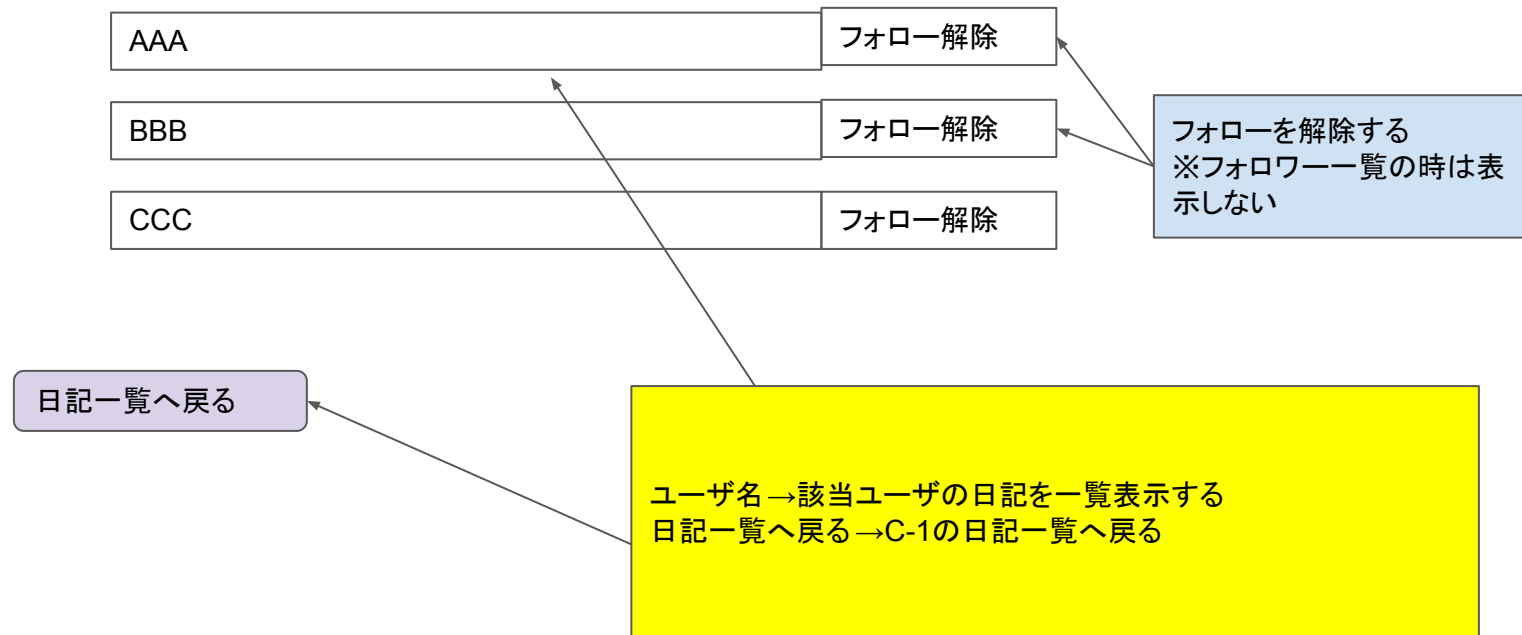 AAA
フォロー解除
BBB
フォロー解除
CCC
フォロー解除
フォローを解除する
※フォロワー一覧の時は表
示しない
日記一覧へ戻る
ユーザ名→該当ユーザの日記を一覧表示する
日記一覧へ戻る→C-1の日記一覧へ戻る